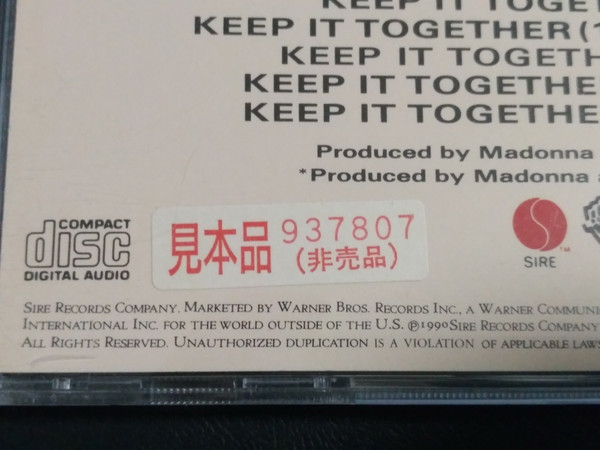 KEEP IT TOGETHER (1
KEEP IT TOGETH
KEEP IT TOGETHE
KEEP IT TOGETHE
Produced by Madonna
*Produced by Madonna a
COMPACT
disc
DIGITAL AUDIO
見本品 937807
(非売品)
SIRE
TM
SIRE RECORDS COMPANY. MARKETED BY WARNER BROS. RECORDS INC., A WARNER COMMUNI
INTERNATIONAL INC. FOR THE WORLD OUTSIDE OF THE U.S. ℗1990 SIRE RECORDS COMPANY
ALL RIGHTS RESERVED. UNAUTHORIZED DUPLICATION IS A VIOLATION OF APPLICABLE LAWS